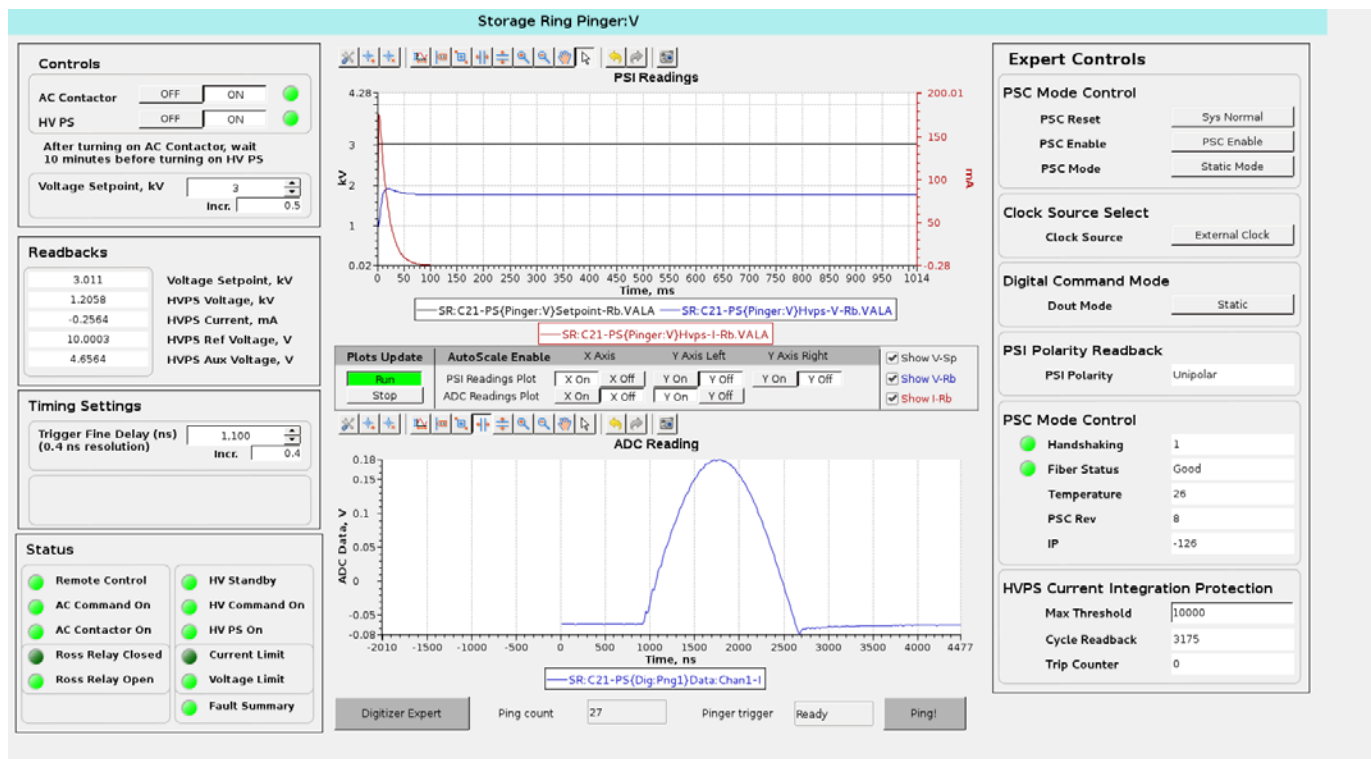 Storage Ring Pinger:V
Controls
AC Contactor OFF ON
HV PS OFF ON
After turning on AC Contactor, wait
10 minutes before turning on HV PS
Voltage Setpoint, kV 3
Incr. 0.5
Readbacks
3.011 Voltage Setpoint, kV
1.2058 HVPS Voltage, kV
-0.2564 HVPS Current, mA
10.0003 HVPS Ref Voltage, V
4.6564 HVPS Aux Voltage, V
Timing Settings
Trigger Fine Delay (ns) 1.100
(0.4 ns resolution) Incr. 0.4
Status
Remote Control HV Standby
AC Command On HV Command On
AC Contactor On HV PS On
Ross Relay Closed Current Limit
Ross Relay Open Voltage Limit
Fault Summary
PSI Readings
4.28 200.01
150
3
kV
2 100 mA
50
1
0.02 -0.28
0 50 100 150 200 250 300 350 400 450 500 550 600 650 700 750 800 850 900 950 1014
Time, ms
SR:C21-PS{Pinger:V}Setpoint-Rb.VALA SR:C21-PS{Pinger:V}Hvps-V-Rb.VALA
SR:C21-PS{Pinger:V}Hvps-I-Rb.VALA
Plots Update AutoScale Enable X Axis Y Axis Left Y Axis Right Show V-Sp
Run PSI Readings Plot X On X Off Y On Y Off Y On Y Off Show V-Rb
Stop ADC Readings Plot X On X Off Y On Y Off Show I-Rb
ADC Reading
0.18
0.15
0.1
0.05
ADC Data, V
0
-0.05
-0.08
-2010 -1500 -1000 -500 0 500 1000 1500 2000 2500 3000 3500 4000 4477
Time, ns
SR:C21-PS{Dig:Png1}Data:Chan1-I
Digitizer Expert Ping count 27 Pinger trigger Ready Ping!
Expert Controls
PSC Mode Control
PSC Reset Sys Normal
PSC Enable PSC Enable
PSC Mode Static Mode
Clock Source Select
Clock Source External Clock
Digital Command Mode
Dout Mode Static
PSI Polarity Readback
PSI Polarity Unipolar
PSC Mode Control
Handshaking 1
Fiber Status Good
Temperature 26
PSC Rev 8
IP -126
HVPS Current Integration Protection
Max Threshold 10000
Cycle Readback 3175
Trip Counter 0